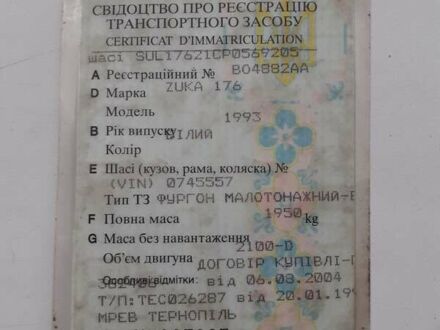 СВІДОЦТВО ПРО РЕЄСТРАЦІЮ
ТРАНСПОРТНОГО ЗАСОБУ
CERTIFICAT D'IMMATRICULATION
шасі SUL17621CP0569205
A Реєстраційний № ВО4882АА
D Марка ZUKA 176
Модель
B Рік випуску 1993
Колір БІЛИЙ
E Шасі (кузов, рама, коляска) №
(VIN) 0745557
Тип ТЗ ФУРГОН МАЛОТОНАЖНИЙ-В
F Повна маса 1950 kg
G Маса без навантаження
Об'єм двигуна 2100-D
ДОГОВІР КУПІВЛІ-П
Особливі відмітки: від 06.03.2004
Т/П:ТЕС026287 від 20.01.19
МРЕВ ТЕРНОПІЛЬ